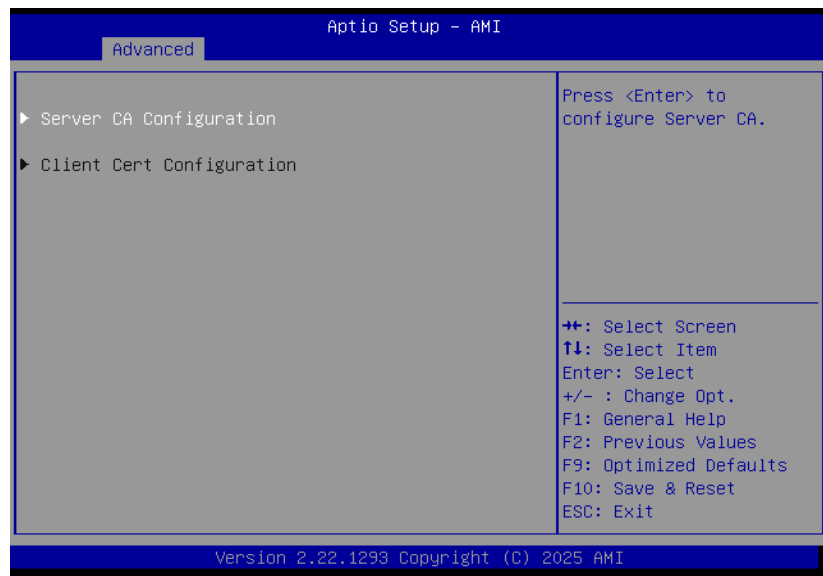 Aptio Setup – AMI
Advanced
▶ Server CA Configuration
▶ Client Cert Configuration
Press <Enter> to
configure Server CA.
→←: Select Screen
↑↓: Select Item
Enter: Select
+/- : Change Opt.
F1: General Help
F2: Previous Values
F9: Optimized Defaults
F10: Save & Reset
ESC: Exit
Version 2.22.1293 Copyright (C) 2025 AMI